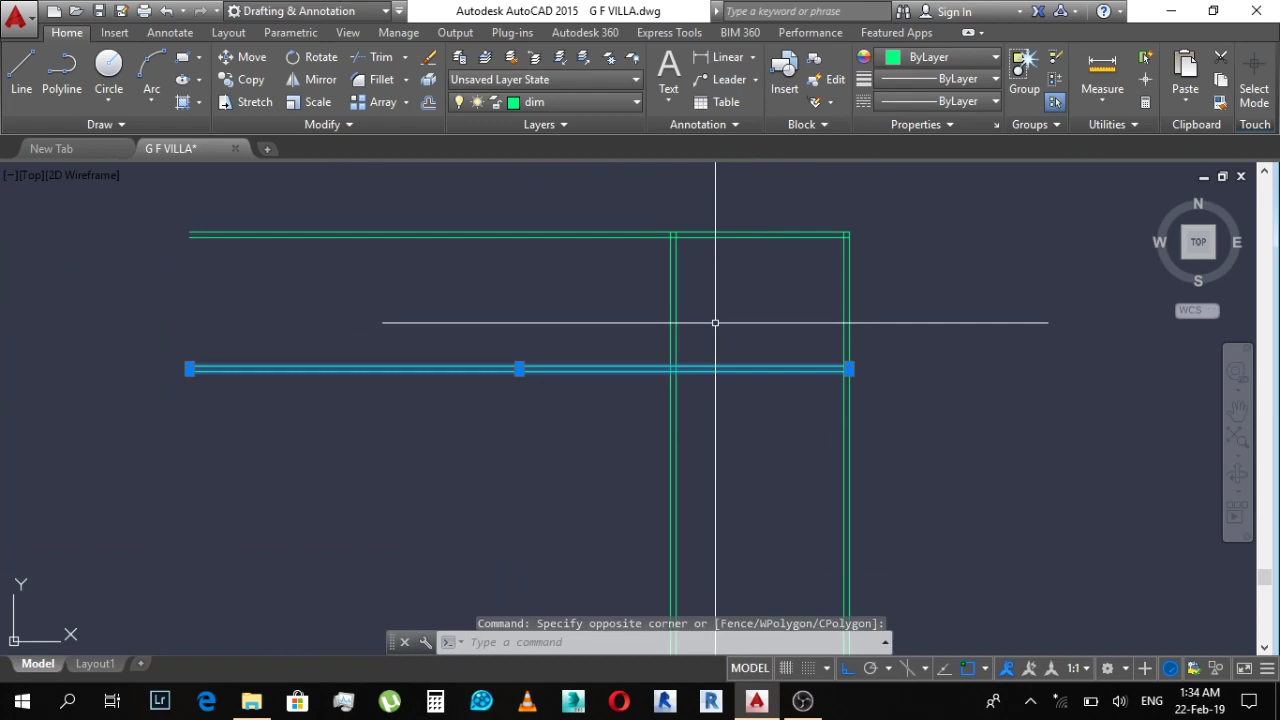 Drafting & Annotation
Autodesk AutoCAD 2015 G F VILLA.dwg
Type a keyword or phrase
Sign In
Home Insert Annotate Layout Parametric View Manage Output Plug-ins Autodesk 360 Express Tools BIM 360 Performance Featured Apps
Line Polyline Circle Arc
Move Rotate Trim
Copy Mirror Fillet
Stretch Scale Array
Unsaved Layer State
dim
Text
Linear
Leader
Table
Insert
Edit
ByLayer
ByLayer
ByLayer
Group
Measure
Paste
Select
Mode
Draw Modify Layers Annotation Block Properties Groups Utilities Clipboard Touch
New Tab G F VILLA*
[−][Top][2D Wireframe]
N
W TOP E
S
WCS
Y
X
Command: Specify opposite corner or [Fence/WPolygon/CPolygon]:
Type a command
Model Layout1
MODEL 1:1
Lr
R
R
A
ENG
1:34 AM
22-Feb-19